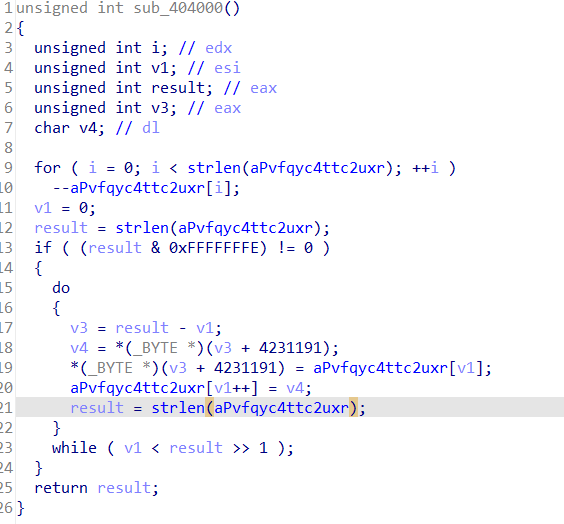 1 unsigned int sub_404000()
2 {
3   unsigned int i; // edx
4   unsigned int v1; // esi
5   unsigned int result; // eax
6   unsigned int v3; // eax
7   char v4; // dl
8
9   for ( i = 0; i < strlen(aPvfqyc4ttc2uxr); ++i )
10     --aPvfqyc4ttc2uxr[i];
11   v1 = 0;
12   result = strlen(aPvfqyc4ttc2uxr);
13   if ( (result & 0xFFFFFFFE) != 0 )
14   {
15     do
16     {
17       v3 = result - v1;
18       v4 = *(_BYTE *)(v3 + 4231191);
19       *(_BYTE *)(v3 + 4231191) = aPvfqyc4ttc2uxr[v1];
20       aPvfqyc4ttc2uxr[v1++] = v4;
21       result = strlen(aPvfqyc4ttc2uxr);
22     }
23     while ( v1 < result >> 1 );
24   }
25   return result;
26 }